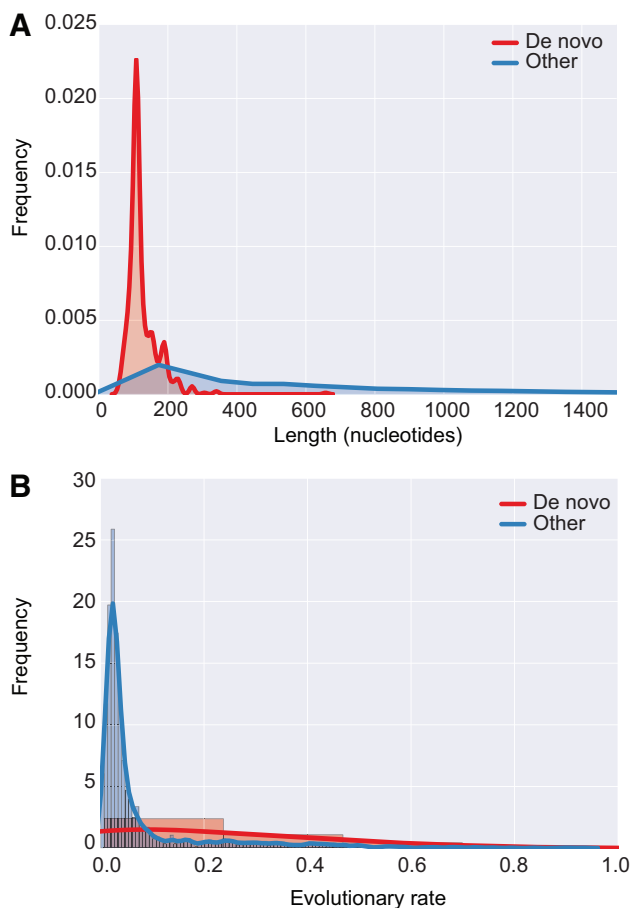 A
0.025
0.020
0.015
0.010
0.005
0.000
Frequency
De novo
Other
0 200 400 600 800 1000 1200 1400
Length (nucleotides)
B
30
25
20
15
10
5
0
Frequency
De novo
Other
0.0 0.2 0.4 0.6 0.8 1.0
Evolutionary rate